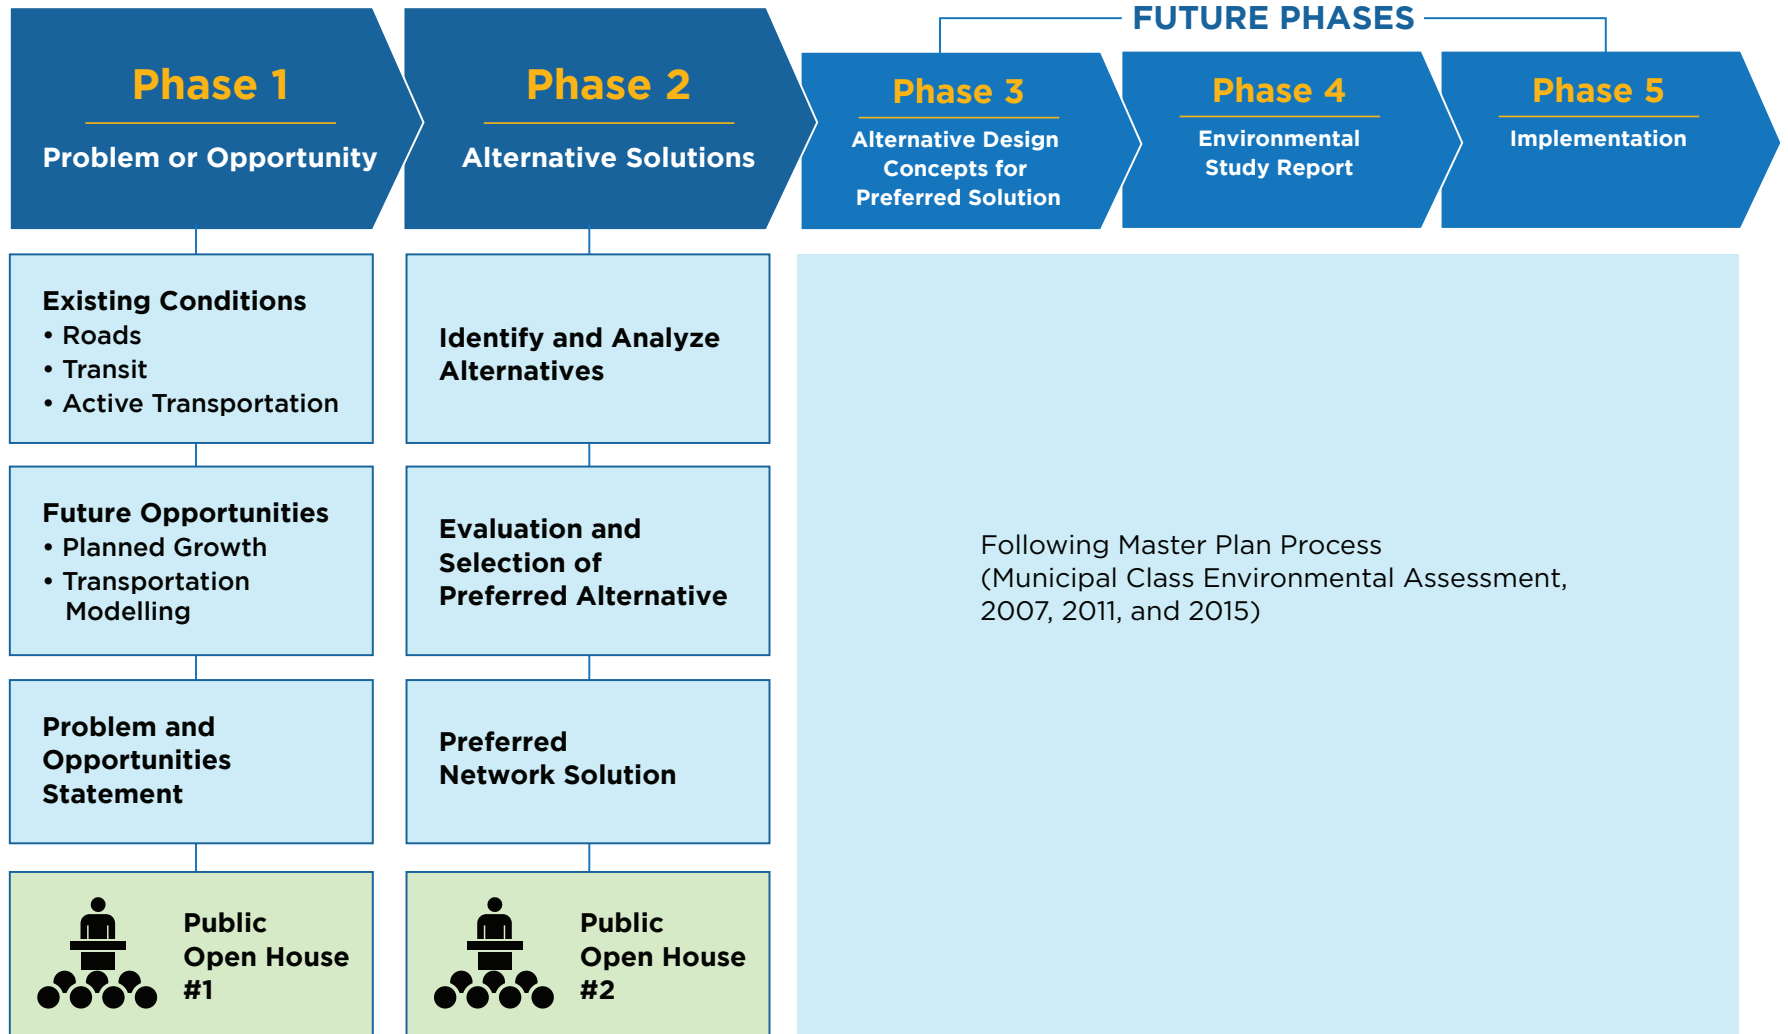 FUTURE PHASES
Phase 1
Problem or Opportunity
Phase 2
Alternative Solutions
Phase 3
Alternative Design
Concepts for
Preferred Solution
Phase 4
Environmental
Study Report
Phase 5
Implementation
Existing Conditions
• Roads
• Transit
• Active Transportation
Future Opportunities
• Planned Growth
• Transportation
Modelling
Problem and
Opportunities
Statement
Public
Open House
#1
Identify and Analyze
Alternatives
Evaluation and
Selection of
Preferred Alternative
Preferred
Network Solution
Public
Open House
#2
Following Master Plan Process
(Municipal Class Environmental Assessment,
2007, 2011, and 2015)